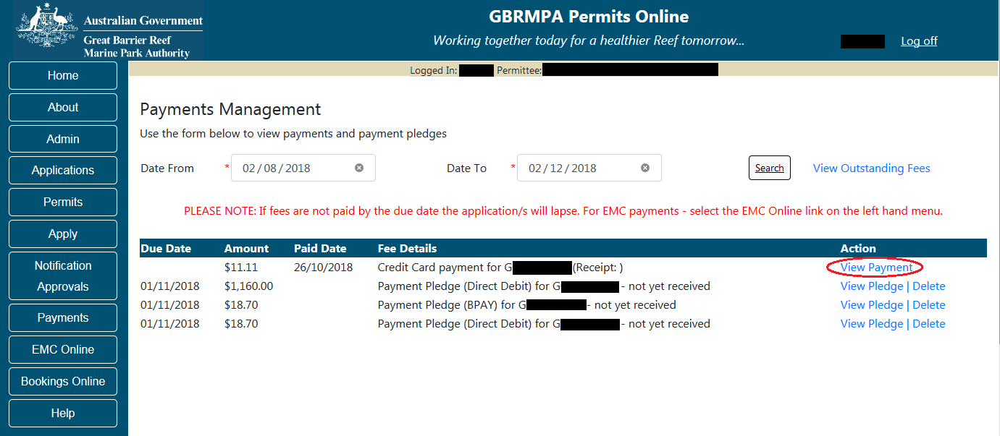 Australian Government
Great Barrier Reef
Marine Park Authority
GBRMPA Permits Online
Working together today for a healthier Reef tomorrow...
Log off
Logged In: Permittee:
Home
About
Admin
Applications
Permits
Apply
Notification
Approvals
Payments
EMC Online
Bookings Online
Help
Payments Management
Use the form below to view payments and payment pledges
Date From * 02/08/2018 Date To * 02/12/2018 Search View Outstanding Fees
PLEASE NOTE: If fees are not paid by the due date the application/s will lapse. For EMC payments - select the EMC Online link on the left hand menu.
Due Date Amount Paid Date Fee Details Action
$11.11 26/10/2018 Credit Card payment for G (Receipt: ) View Payment
01/11/2018 $1,160.00 Payment Pledge (Direct Debit) for G - not yet received View Pledge | Delete
01/11/2018 $18.70 Payment Pledge (BPAY) for G - not yet received View Pledge | Delete
01/11/2018 $18.70 Payment Pledge (Direct Debit) for G - not yet received View Pledge | Delete